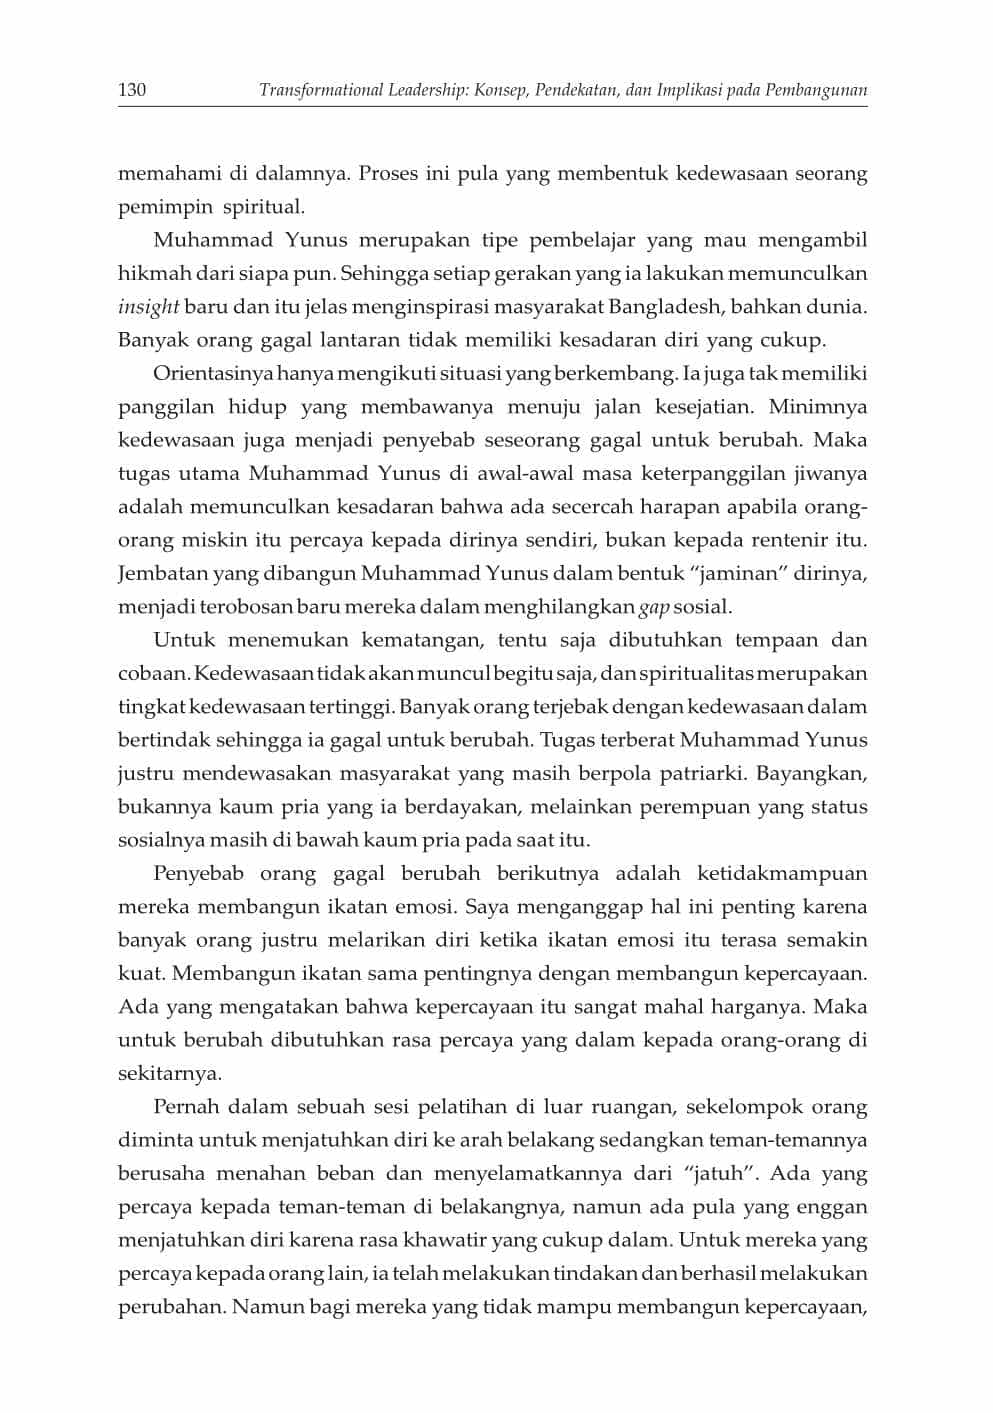 130 Transformational Leadership: Konsep, Pendekatan, dan Implikasi pada Pembangunan
memahami di dalamnya. Proses ini pula yang membentuk kedewasaan seorang
pemimpin spiritual.
Muhammad Yunus merupakan tipe pembelajar yang mau mengambil
hikmah dari siapa pun. Sehingga setiap gerakan yang ia lakukan memunculkan
insight baru dan itu jelas menginspirasi masyarakat Bangladesh, bahkan dunia.
Banyak orang gagal lantaran tidak memiliki kesadaran diri yang cukup.
Orientasinya hanya mengikuti situasi yang berkembang. Ia juga tak memiliki
panggilan hidup yang membawanya menuju jalan kesejatian. Minimnya
kedewasaan juga menjadi penyebab seseorang gagal untuk berubah. Maka
tugas utama Muhammad Yunus di awal-awal masa keterpanggilan jiwanya
adalah memunculkan kesadaran bahwa ada secercah harapan apabila orang-
orang miskin itu percaya kepada dirinya sendiri, bukan kepada rentenir itu.
Jembatan yang dibangun Muhammad Yunus dalam bentuk “jaminan” dirinya,
menjadi terobosan baru mereka dalam menghilangkan gap sosial.
Untuk menemukan kematangan, tentu saja dibutuhkan tempaan dan
cobaan. Kedewasaan tidak akan muncul begitu saja, dan spiritualitas merupakan
tingkat kedewasaan tertinggi. Banyak orang terjebak dengan kedewasaan dalam
bertindak sehingga ia gagal untuk berubah. Tugas terberat Muhammad Yunus
justru mendewasakan masyarakat yang masih berpola patriarki. Bayangkan,
bukannya kaum pria yang ia berdayakan, melainkan perempuan yang status
sosialnya masih di bawah kaum pria pada saat itu.
Penyebab orang gagal berubah berikutnya adalah ketidakmampuan
mereka membangun ikatan emosi. Saya menganggap hal ini penting karena
banyak orang justru melarikan diri ketika ikatan emosi itu terasa semakin
kuat. Membangun ikatan sama pentingnya dengan membangun kepercayaan.
Ada yang mengatakan bahwa kepercayaan itu sangat mahal harganya. Maka
untuk berubah dibutuhkan rasa percaya yang dalam kepada orang-orang di
sekitarnya.
Pernah dalam sebuah sesi pelatihan di luar ruangan, sekelompok orang
diminta untuk menjatuhkan diri ke arah belakang sedangkan teman-temannya
berusaha menahan beban dan menyelamatkannya dari “jatuh”. Ada yang
percaya kepada teman-teman di belakangnya, namun ada pula yang enggan
menjatuhkan diri karena rasa khawatir yang cukup dalam. Untuk mereka yang
percaya kepada orang lain, ia telah melakukan tindakan dan berhasil melakukan
perubahan. Namun bagi mereka yang tidak mampu membangun kepercayaan,